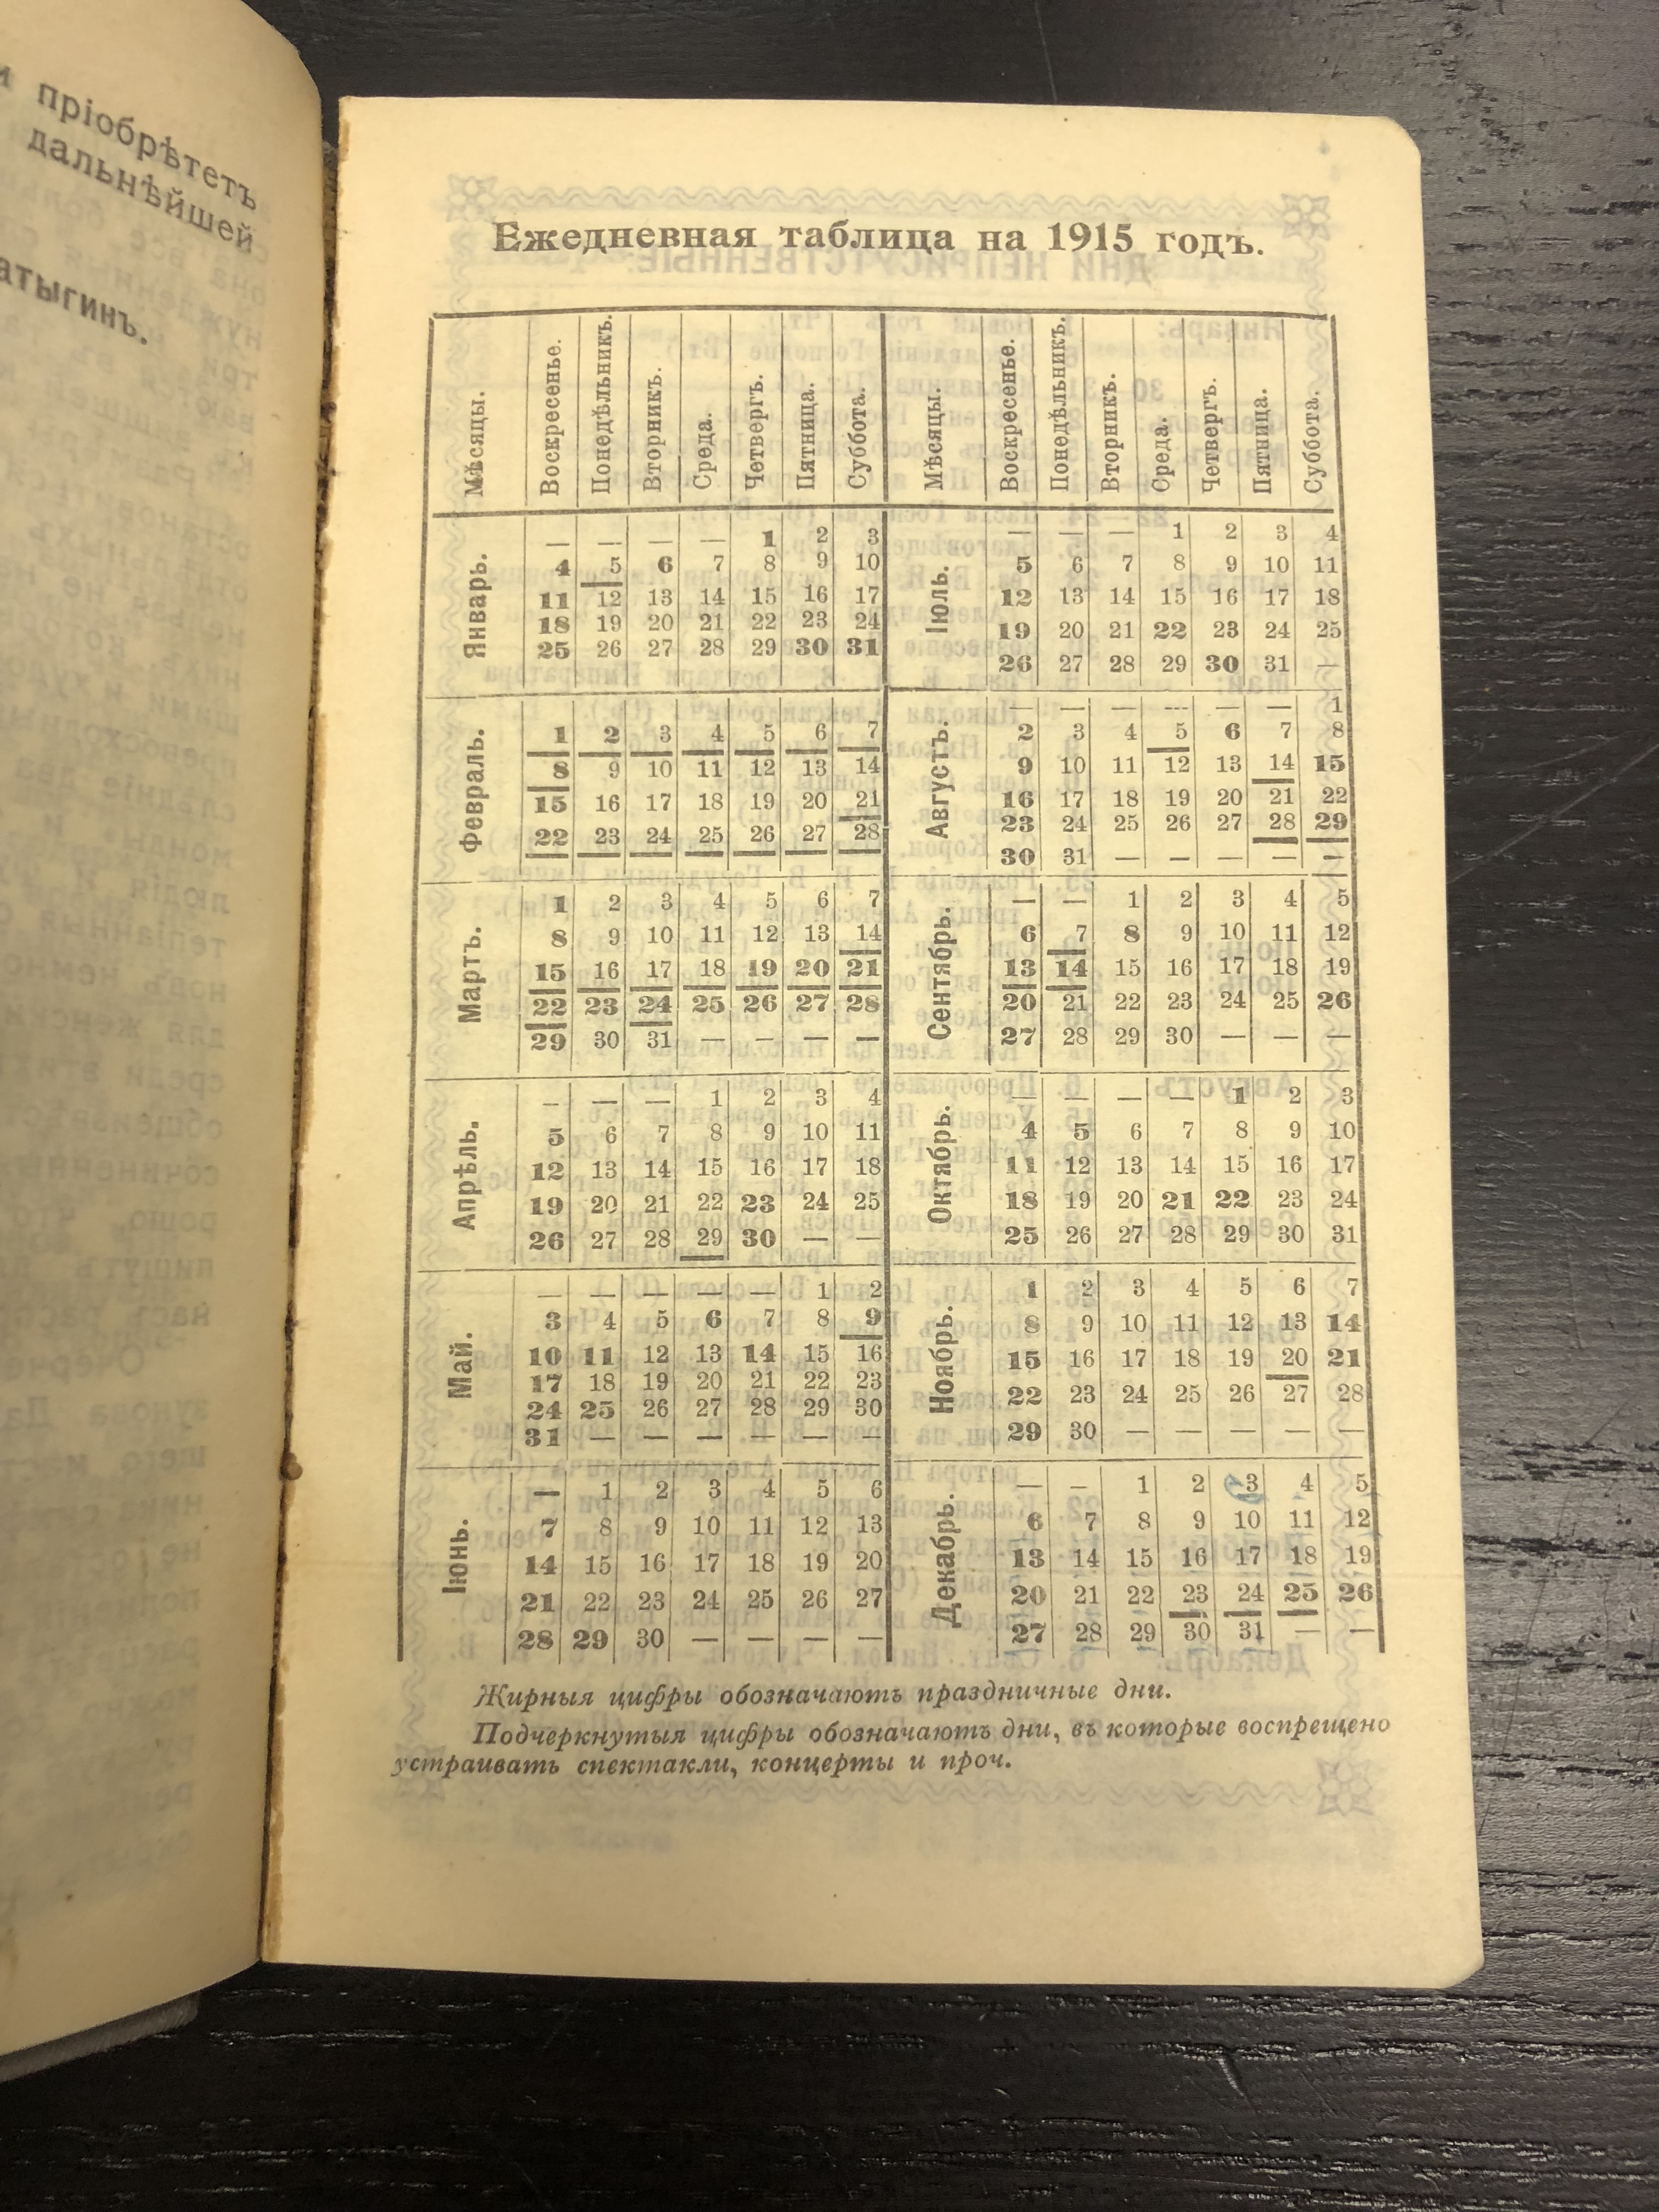 пріобрѣтетъ
дальнѣйшей
атыгинъ.
Ежедневная таблица на 1915 годъ.
Мѣсяцы. Воскресенье. Понедѣльникъ. Вторникъ. Среда. Четвергъ. Пятница. Суббота. Мѣсяцы. Воскресенье. Понедѣльникъ. Вторникъ. Среда. Четвергъ. Пятница. Суббота.
Январь.
— — — — 1 2 3
4 5 6 7 8 9 10
11 12 13 14 15 16 17
18 19 20 21 22 23 24
25 26 27 28 29 30 31
Февраль.
1 2 3 4 5 6 7
8 9 10 11 12 13 14
15 16 17 18 19 20 21
22 23 24 25 26 27 28
Мартъ.
1 2 3 4 5 6 7
8 9 10 11 12 13 14
15 16 17 18 19 20 21
22 23 24 25 26 27 28
29 30 31 — — — —
Апрѣль.
— — — 1 2 3 4
5 6 7 8 9 10 11
12 13 14 15 16 17 18
19 20 21 22 23 24 25
26 27 28 29 30 — —
Май.
— — — — — 1 2
3 4 5 6 7 8 9
10 11 12 13 14 15 16
17 18 19 20 21 22 23
24 25 26 27 28 29 30
31 — — — — — —
Іюнь.
— 1 2 3 4 5 6
7 8 9 10 11 12 13
14 15 16 17 18 19 20
21 22 23 24 25 26 27
28 29 30 — — — —
Іюль.
— — — 1 2 3 4
5 6 7 8 9 10 11
12 13 14 15 16 17 18
19 20 21 22 23 24 25
26 27 28 29 30 31 —
Августъ.
— — — — — — 1
2 3 4 5 6 7 8
9 10 11 12 13 14 15
16 17 18 19 20 21 22
23 24 25 26 27 28 29
30 31 — — — — —
Сентябрь.
— — 1 2 3 4 5
6 7 8 9 10 11 12
13 14 15 16 17 18 19
20 21 22 23 24 25 26
27 28 29 30 — — —
Октябрь.
— — — — 1 2 3
4 5 6 7 8 9 10
11 12 13 14 15 16 17
18 19 20 21 22 23 24
25 26 27 28 29 30 31
Ноябрь.
1 2 3 4 5 6 7
8 9 10 11 12 13 14
15 16 17 18 19 20 21
22 23 24 25 26 27 28
29 30 — — — — —
Декабрь.
— — 1 2 3 4 5
6 7 8 9 10 11 12
13 14 15 16 17 18 19
20 21 22 23 24 25 26
27 28 29 30 31 — —
Жирныя цифры обозначаютъ праздничные дни.
Подчеркнутыя цифры обозначаютъ дни, въ которые воспрещено
устраивать спектакли, концерты и проч.